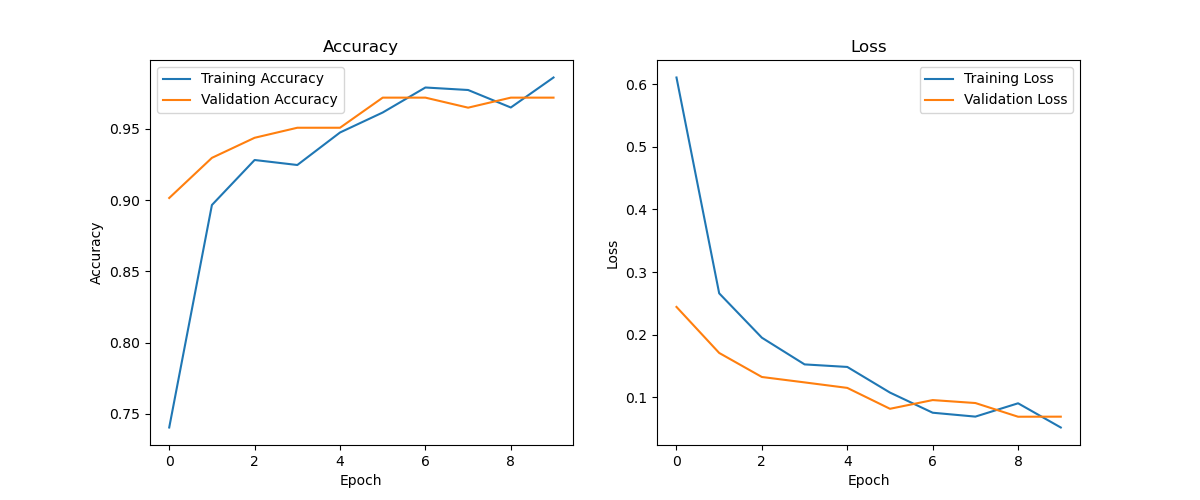 Accuracy
Training Accuracy
Validation Accuracy
0.95
0.90
0.85
0.80
0.75
Accuracy
0 2 4 6 8
Epoch
Loss
Training Loss
Validation Loss
0.6
0.5
0.4
0.3
0.2
0.1
Loss
0 2 4 6 8
Epoch